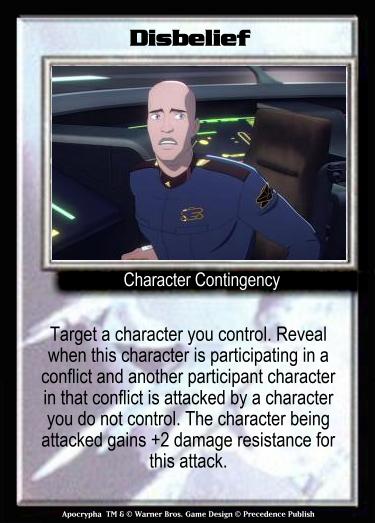 Disbelief
Character Contingency
Target a character you control. Reveal
when this character is participating in a
conflict and another participant character
in that conflict is attacked by a character
you do not control. The character being
attacked gains +2 damage resistance for
this attack.
Apocrypha TM & © Warner Bros. Game Design © Precedence Publish